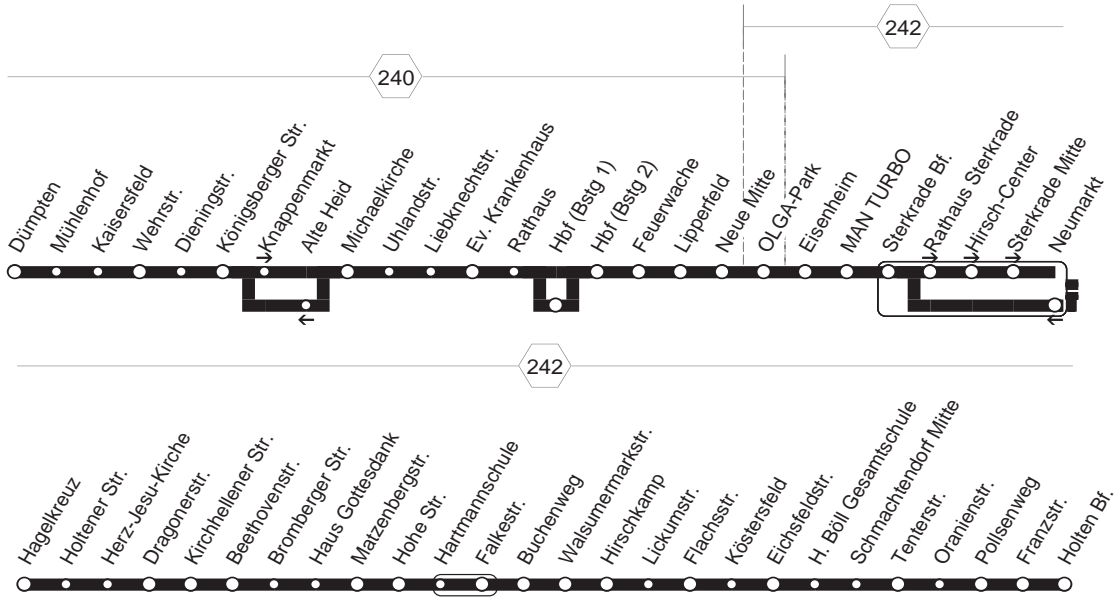 242
240
Dümpten
Mühlenhof
Kaisersfeld
Wehrstr.
Dieningstr.
Königsberger Str.
Knappenmarkt
Alte Heid
Michaelkirche
Uhlandstr.
Liebknechtstr.
Ev. Krankenhaus
Rathaus
Hbf (Bstg 1)
Hbf (Bstg 2)
Feuerwache
Lipperfeld
Neue Mitte
OLGA-Park
Eisenheim
MAN TURBO
Sterkrade Bf.
Rathaus Sterkrade
Hirsch-Center
Sterkrade Mitte
Neumarkt
242
Hagelkreuz
Holtener Str.
Herz-Jesu-Kirche
Dragonerstr.
Kirchhellener Str.
Beethovenstr.
Bromberger Str.
Haus Gottesdank
Matzenbergstr.
Hohe Str.
Hartmannschule
Falkestr.
Buchenweg
Walsumermarkstr.
Hirschkamp
Lickumstr.
Flachsstr.
Köstersfeld
Eichsfeldstr.
H. Böll Gesamtschule
Schmachtendorf Mitte
Tenterstr.
Oranienstr.
Pollsenweg
Franzstr.
Holten Bf.